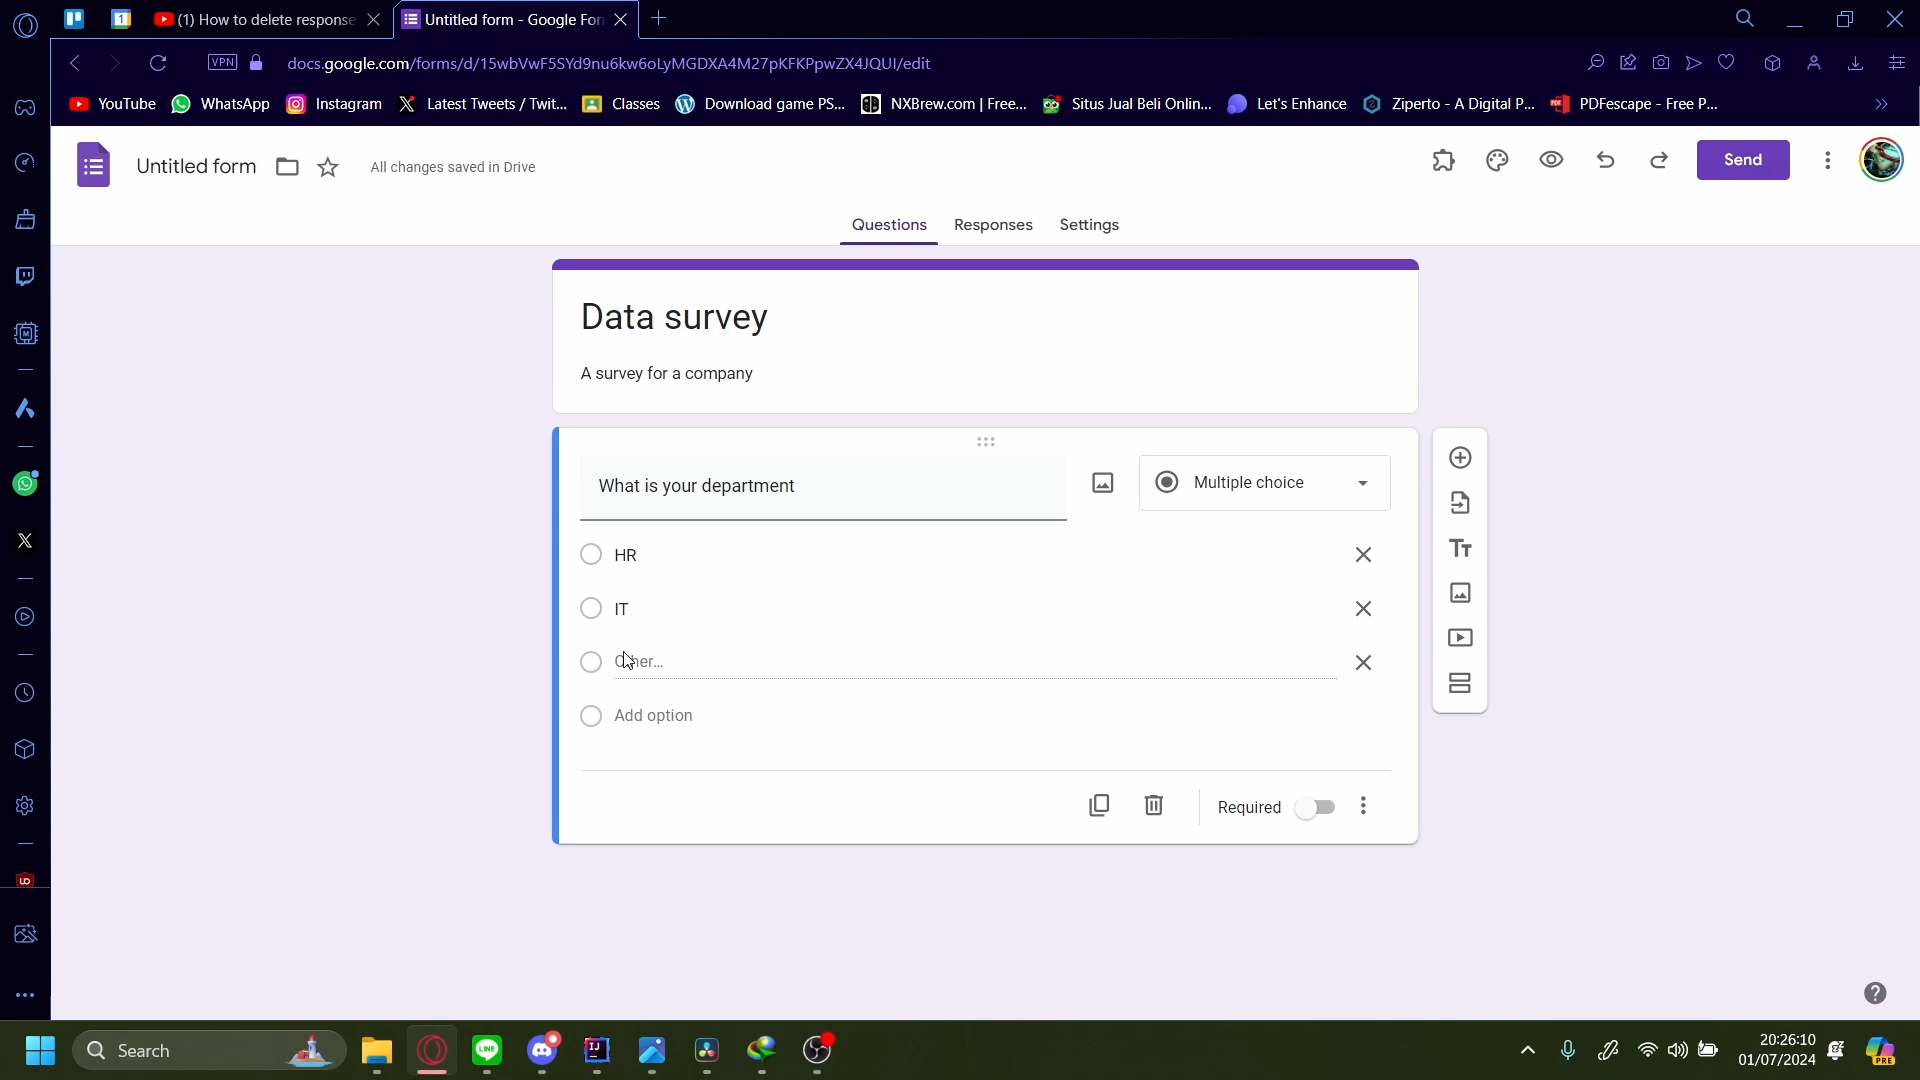 (1) How to delete response
Untitled form - Google For
VPN
docs.google.com/forms/d/15wbVwF5SYd9nu6kw6oLyMGDXA4M27pKFKPpwZX4JQUI/edit
YouTube
WhatsApp
Instagram
Latest Tweets / Twit...
Classes
Download game PS...
NXBrew.com | Free...
Situs Jual Beli Onlin...
Let's Enhance
Ziperto - A Digital P...
PDFescape - Free P...
Untitled form
All changes saved in Drive
Send
Questions
Responses
Settings
Data survey
A survey for a company
What is your department
Multiple choice
HR
IT
Other...
Add option
Required
Search
20:26:10
01/07/2024